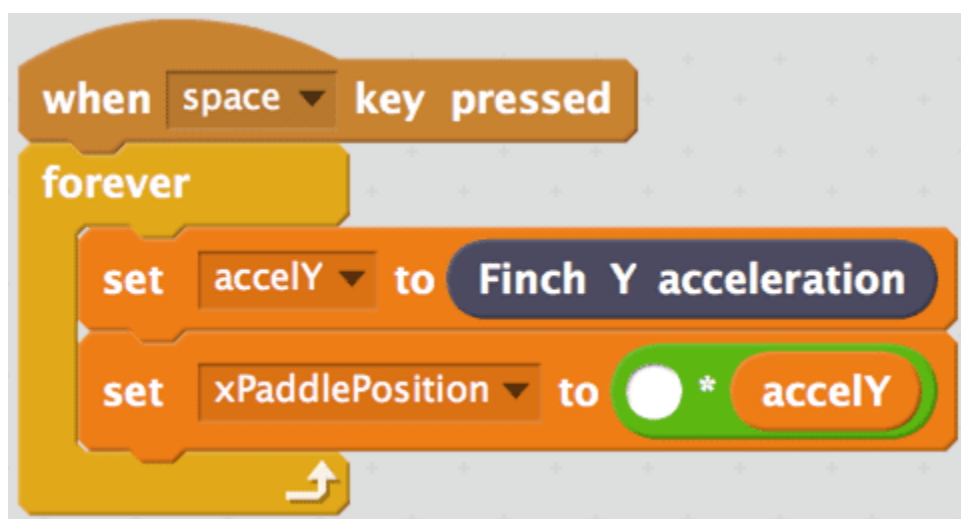 when space key pressed
forever
set accelY to Finch Y acceleration
set xPaddlePosition to * accelY